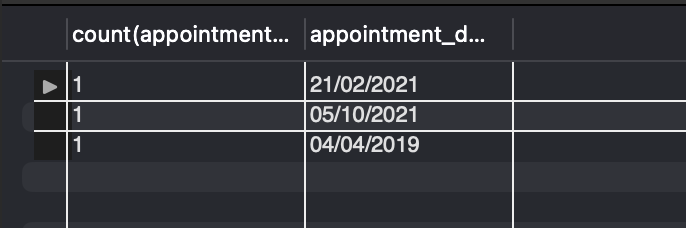 count(appointment... appointment_d...
1 21/02/2021
1 05/10/2021
1 04/04/2019